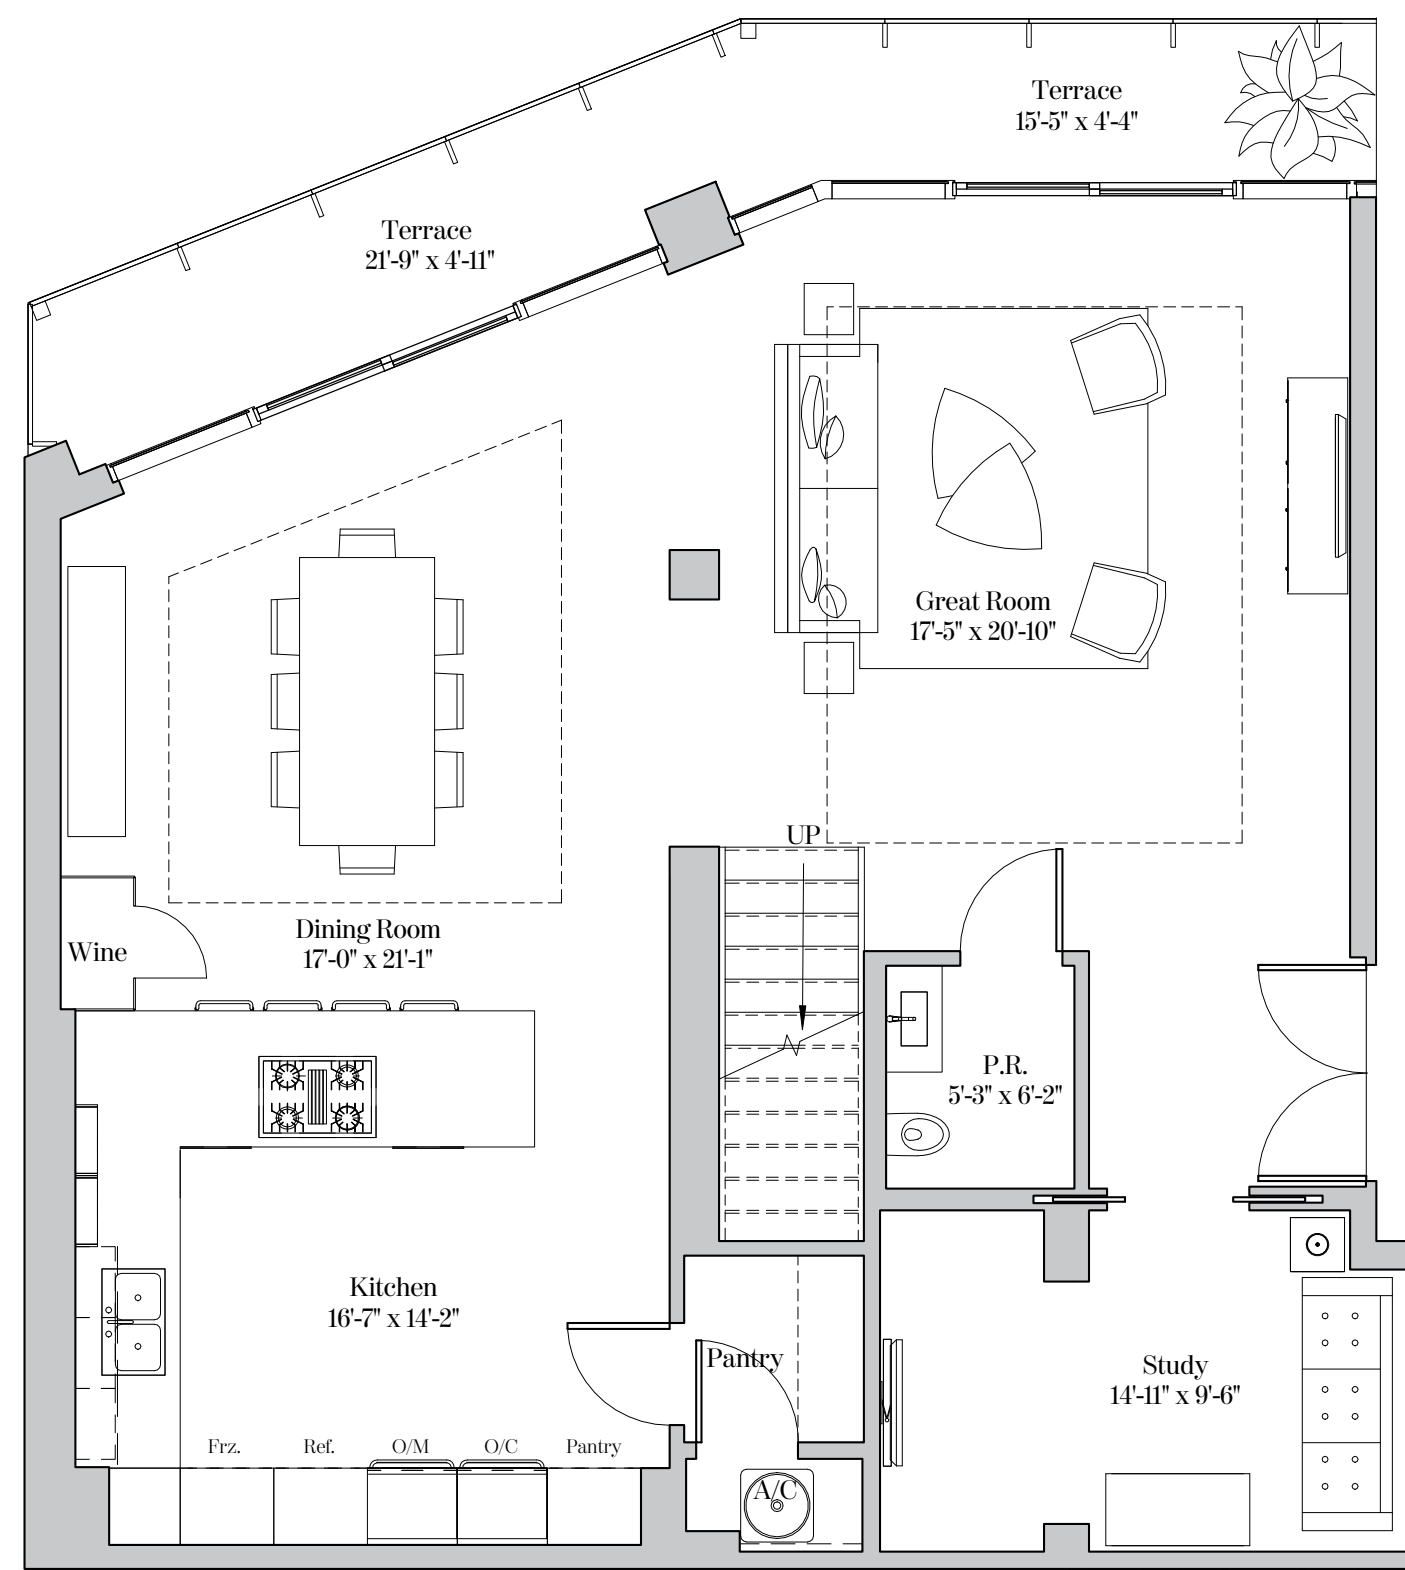 Terrace
15'-5" x 4'-4"
Terrace
21'-9" x 4'-11"
Great Room
17'-5" x 20'-10"
UP
Dining Room
17'-0" x 21'-1"
Wine
P.R.
5'-3" x 6'-2"
Kitchen
16'-7" x 14'-2"
Pantry
Study
14'-11" x 9'-6"
Frz.
Ref.
O/M
O/C
Pantry
A/C